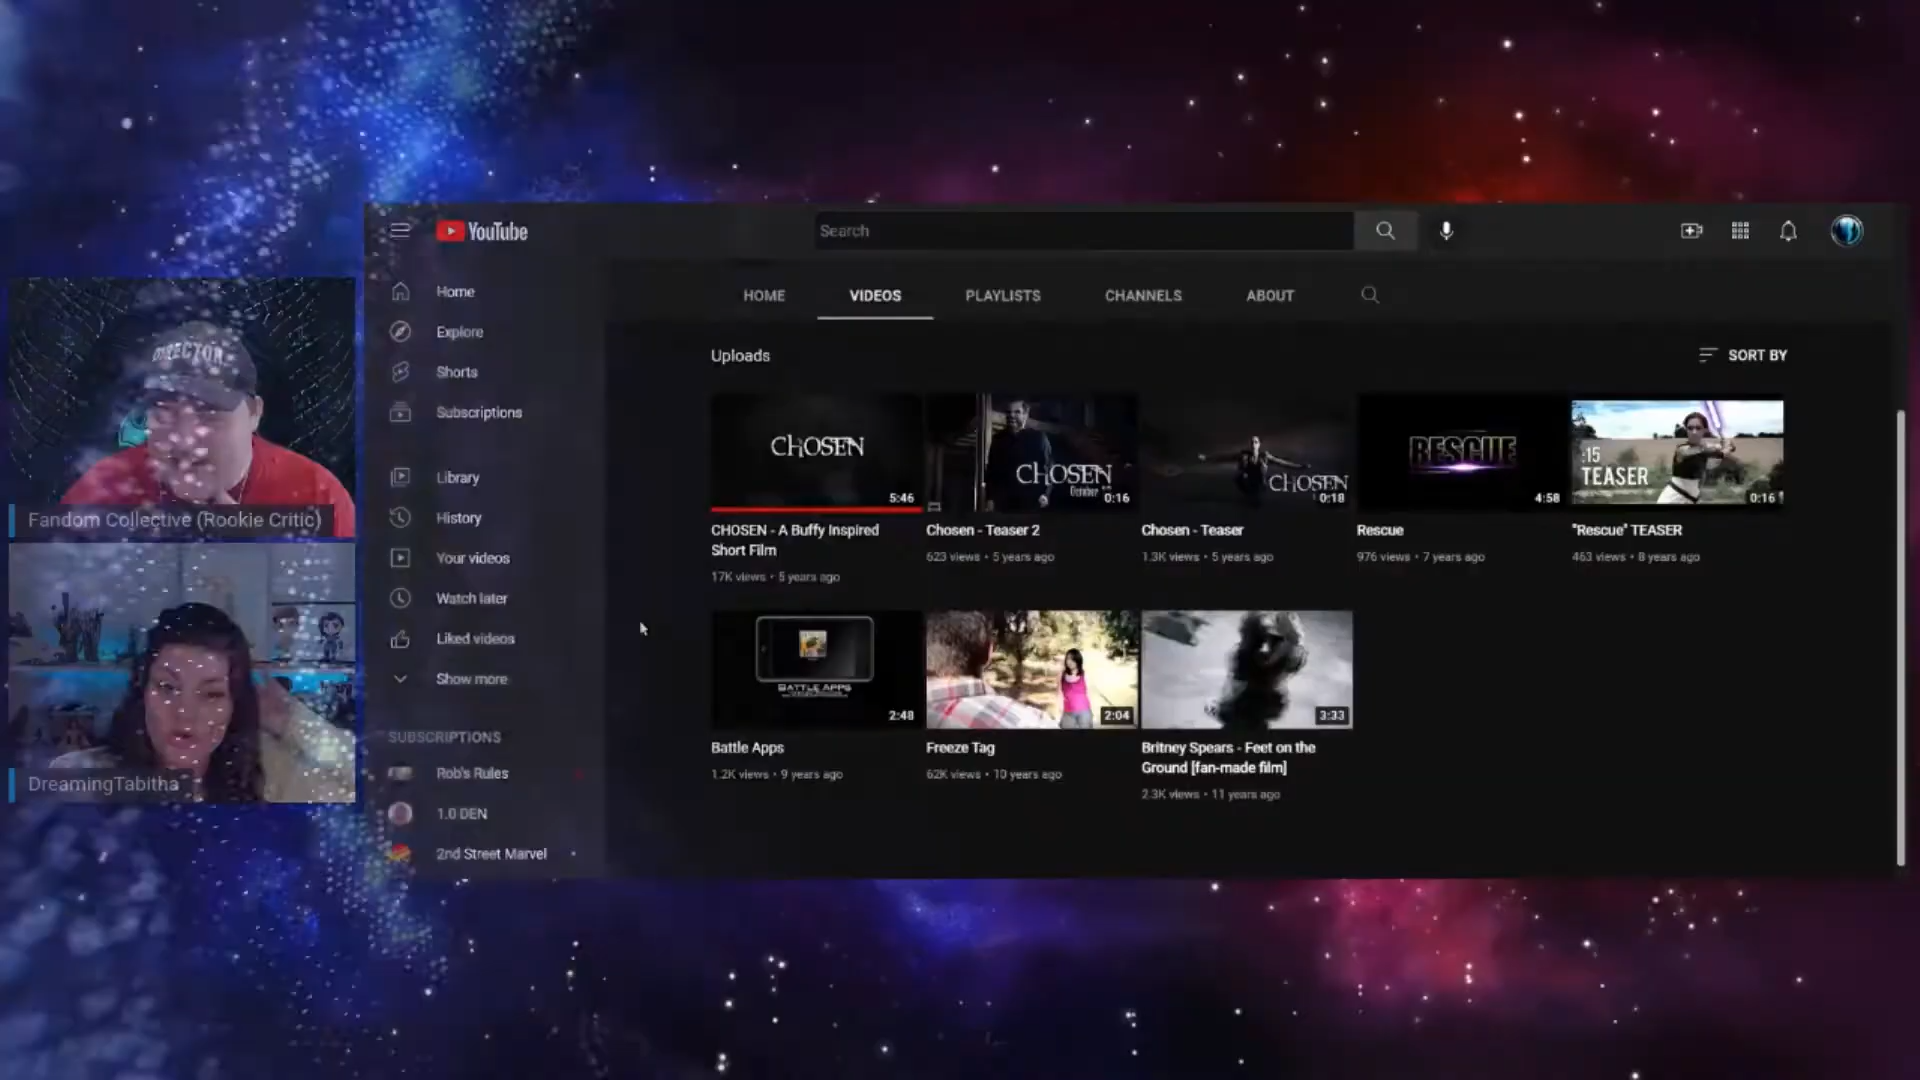 YouTube
Search
Home
Explore
Shorts
Subscriptions
Library
History
Your videos
Watch later
Liked videos
Show more
SUBSCRIPTIONS
Rob's Rules
1.0 DEN
2nd Street Marvel
HOME VIDEOS PLAYLISTS CHANNELS ABOUT
Uploads
SORT BY
CHOSEN
5:46
CHOSEN - A Buffy Inspired
Short Film
17K views • 5 years ago
CHOSEN
October
0:16
Chosen - Teaser 2
623 views • 5 years ago
CHOSEN
0:18
Chosen - Teaser
1.3K views • 5 years ago
RESCUE
4:58
Rescue
976 views • 7 years ago
:15
TEASER
0:16
"Rescue" TEASER
463 views • 8 years ago
BATTLE APPS
2:48
Battle Apps
1.2K views • 9 years ago
2:04
Freeze Tag
62K views • 10 years ago
3:33
Britney Spears - Feet on the
Ground [fan-made film]
2.3K views • 11 years ago
DIRECTOR
Fandom Collective (Rookie Critic)
DreamingTabitha